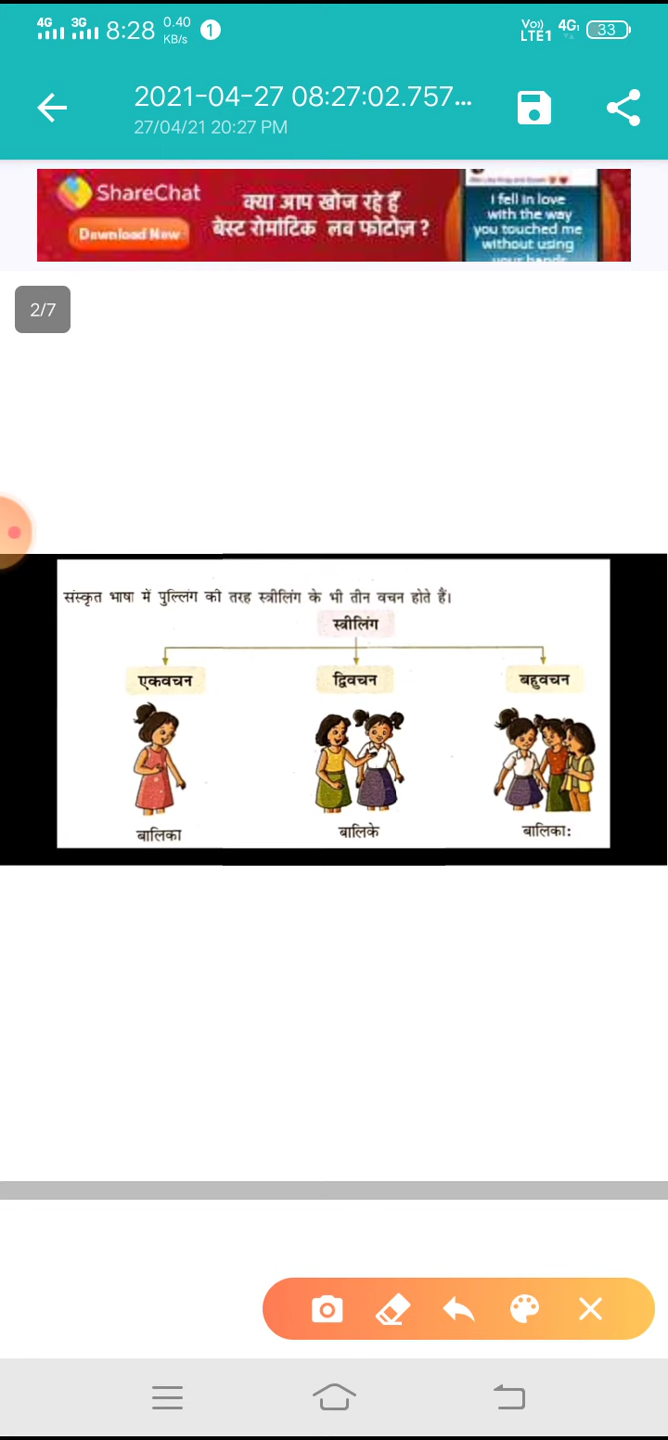 4G 3G 8:28 0.40 KB/s 1 Vo)) LTE1 4G 33
2021-04-27 08:27:02.757...
27/04/21 20:27 PM
ShareChat
Download Now
क्या आप खोज रहे हैं
बेस्ट रोमांटिक लव फोटोज़ ?
I fell in love
with the way
you touched me
without using
your hands
2/7
संस्कृत भाषा में पुल्लिंग की तरह स्त्रीलिंग के भी तीन वचन होते हैं।
स्त्रीलिंग
एकवचन द्विवचन बहुवचन
बालिका बालिके बालिका: